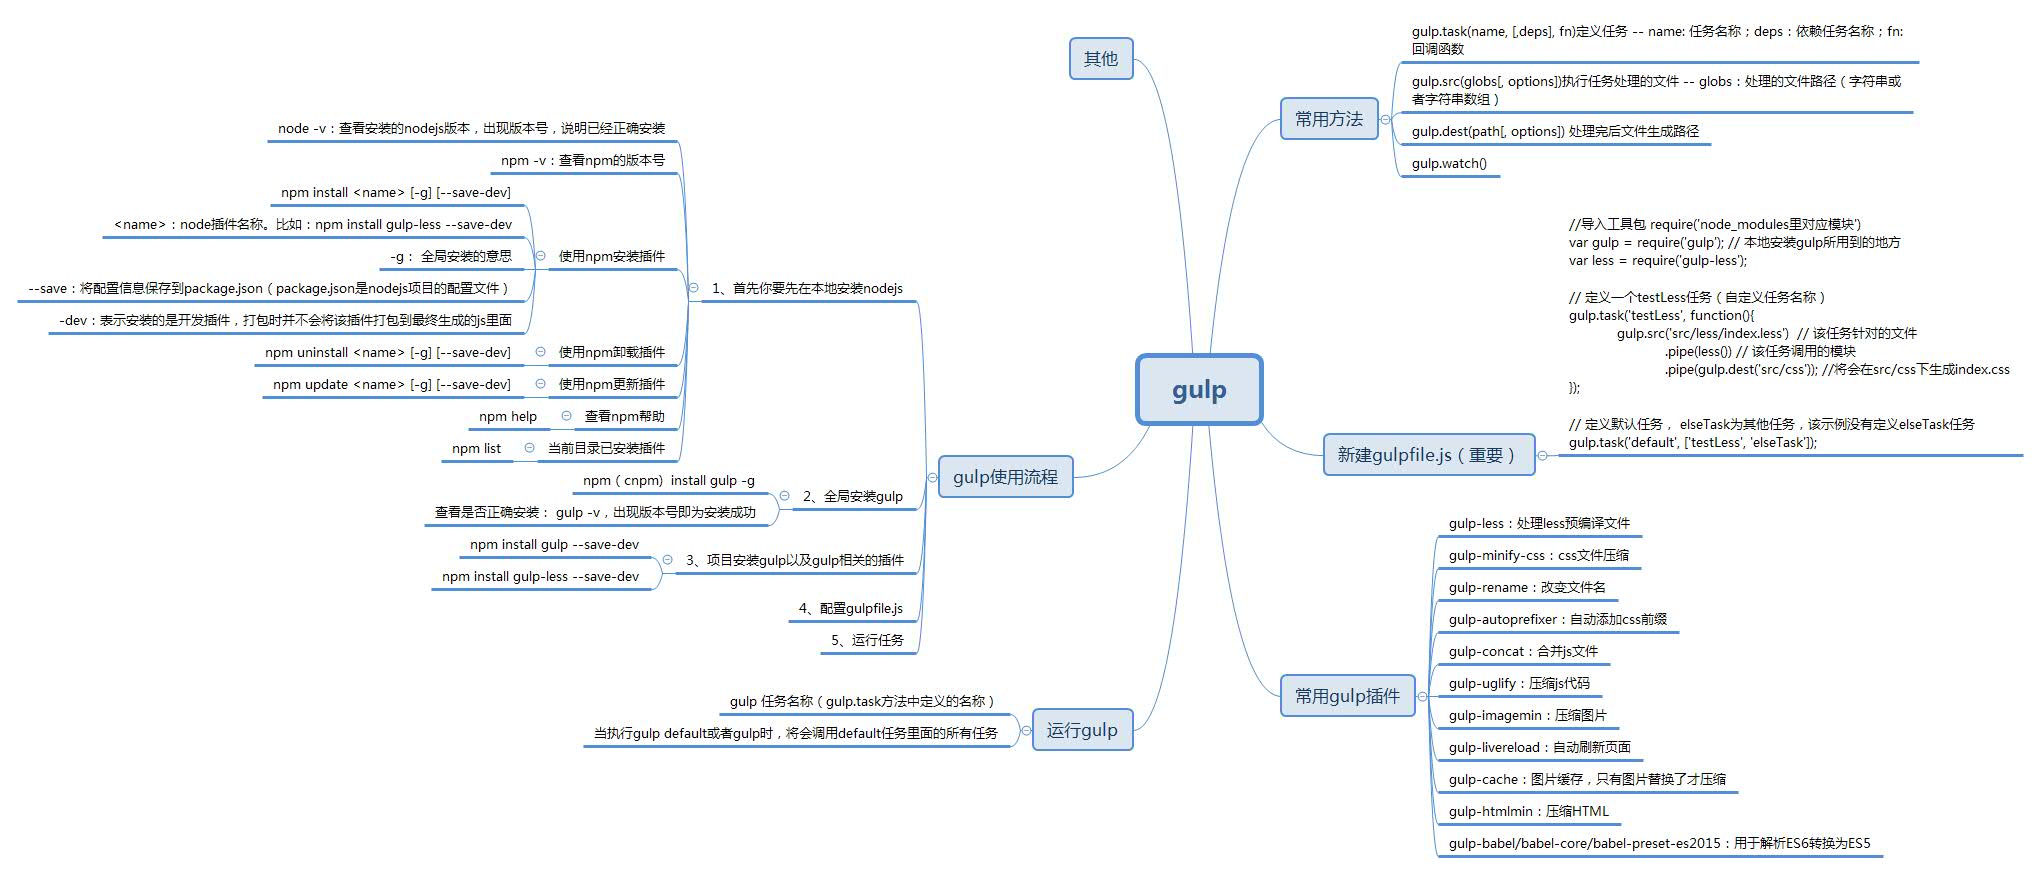 gulp
常用方法
gulp.task(name, [,deps], fn)定义任务 -- name: 任务名称；deps：依赖任务名称；fn:
回调函数
gulp.src(globs[, options])执行任务处理的文件 -- globs：处理的文件路径（字符串或
者字符串数组）
gulp.dest(path[, options]) 处理完后文件生成路径
gulp.watch()
新建gulpfile.js（重要）
//导入工具包 require('node_modules里对应模块')
var gulp = require('gulp'); // 本地安装gulp所用到的地方
var less = require('gulp-less');
// 定义一个testLess任务（自定义任务名称）
gulp.task('testLess', function(){
gulp.src('src/less/index.less')  // 该任务针对的文件
.pipe(less()) // 该任务调用的模块
.pipe(gulp.dest('src/css')); //将会在src/css下生成index.css
});
// 定义默认任务， elseTask为其他任务，该示例没有定义elseTask任务
gulp.task('default', ['testLess', 'elseTask']);
常用gulp插件
gulp-less：处理less预编译文件
gulp-minify-css：css文件压缩
gulp-rename：改变文件名
gulp-autoprefixer：自动添加css前缀
gulp-concat：合并js文件
gulp-uglify：压缩js代码
gulp-imagemin：压缩图片
gulp-livereload：自动刷新页面
gulp-cache：图片缓存，只有图片替换了才压缩
gulp-htmlmin：压缩HTML
gulp-babel/babel-core/babel-preset-es2015：用于解析ES6转换为ES5
其他
gulp使用流程
1、首先你要先在本地安装nodejs
node -v：查看安装的nodejs版本，出现版本号，说明已经正确安装
npm -v：查看npm的版本号
使用npm安装插件
npm install <name> [-g] [--save-dev]
<name>：node插件名称。比如：npm install gulp-less --save-dev
-g： 全局安装的意思
--save：将配置信息保存到package.json（package.json是nodejs项目的配置文件）
-dev：表示安装的是开发插件，打包时并不会将该插件打包到最终生成的js里面
使用npm卸载插件
npm uninstall <name> [-g] [--save-dev]
使用npm更新插件
npm update <name> [-g] [--save-dev]
查看npm帮助
npm help
当前目录已安装插件
npm list
2、全局安装gulp
npm（cnpm）install gulp -g
查看是否正确安装： gulp -v，出现版本号即为安装成功
3、项目安装gulp以及gulp相关的插件
npm install gulp --save-dev
npm install gulp-less --save-dev
4、配置gulpfile.js
5、运行任务
运行gulp
gulp 任务名称（gulp.task方法中定义的名称）
当执行gulp default或者gulp时，将会调用default任务里面的所有任务